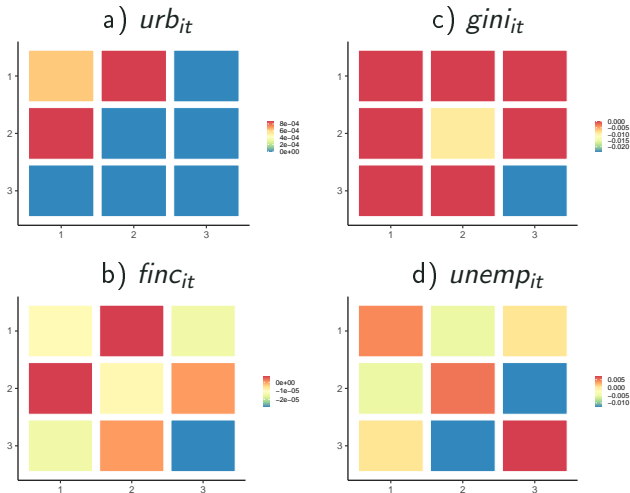 a) urb_it
1
2
3
1 2 3
8e−04
6e−04
4e−04
2e−04
0e+00
c) gini_it
1
2
3
1 2 3
0.000
−0.005
−0.010
−0.015
−0.020
b) finc_it
1
2
3
1 2 3
0e+00
−1e−05
−2e−05
d) unemp_it
1
2
3
1 2 3
0.005
0.000
−0.005
−0.010